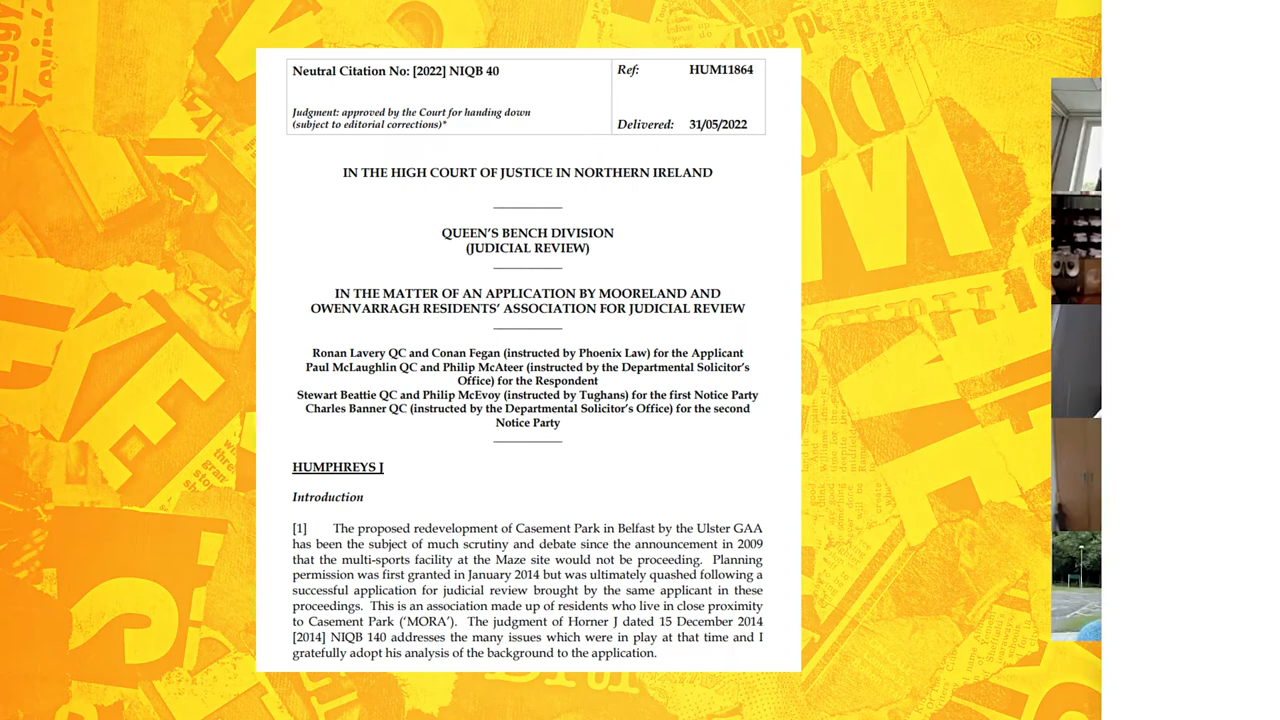 Neutral Citation No: [2022] NIQB 40
Ref: HUM11864
Judgment: approved by the Court for handing down
(subject to editorial corrections)*
Delivered: 31/05/2022
IN THE HIGH COURT OF JUSTICE IN NORTHERN IRELAND
QUEEN'S BENCH DIVISION
(JUDICIAL REVIEW)
IN THE MATTER OF AN APPLICATION BY MOORELAND AND
OWENVARRAGH RESIDENTS' ASSOCIATION FOR JUDICIAL REVIEW
Ronan Lavery QC and Conan Fegan (instructed by Phoenix Law) for the Applicant
Paul McLaughlin QC and Philip McAteer (instructed by the Departmental Solicitor's
Office) for the Respondent
Stewart Beattie QC and Philip McEvoy (instructed by Tughans) for the first Notice Party
Charles Banner QC (instructed by the Departmental Solicitor's Office) for the second
Notice Party
HUMPHREYS J
Introduction
[1] The proposed redevelopment of Casement Park in Belfast by the Ulster GAA
has been the subject of much scrutiny and debate since the announcement in 2009
that the multi-sports facility at the Maze site would not be proceeding. Planning
permission was first granted in January 2014 but was ultimately quashed following a
successful application for judicial review brought by the same applicant in these
proceedings. This is an association made up of residents who live in close proximity
to Casement Park ('MORA'). The judgment of Horner J dated 15 December 2014
[2014] NIQB 140 addresses the many issues which were in play at that time and I
gratefully adopt his analysis of the background to the application.